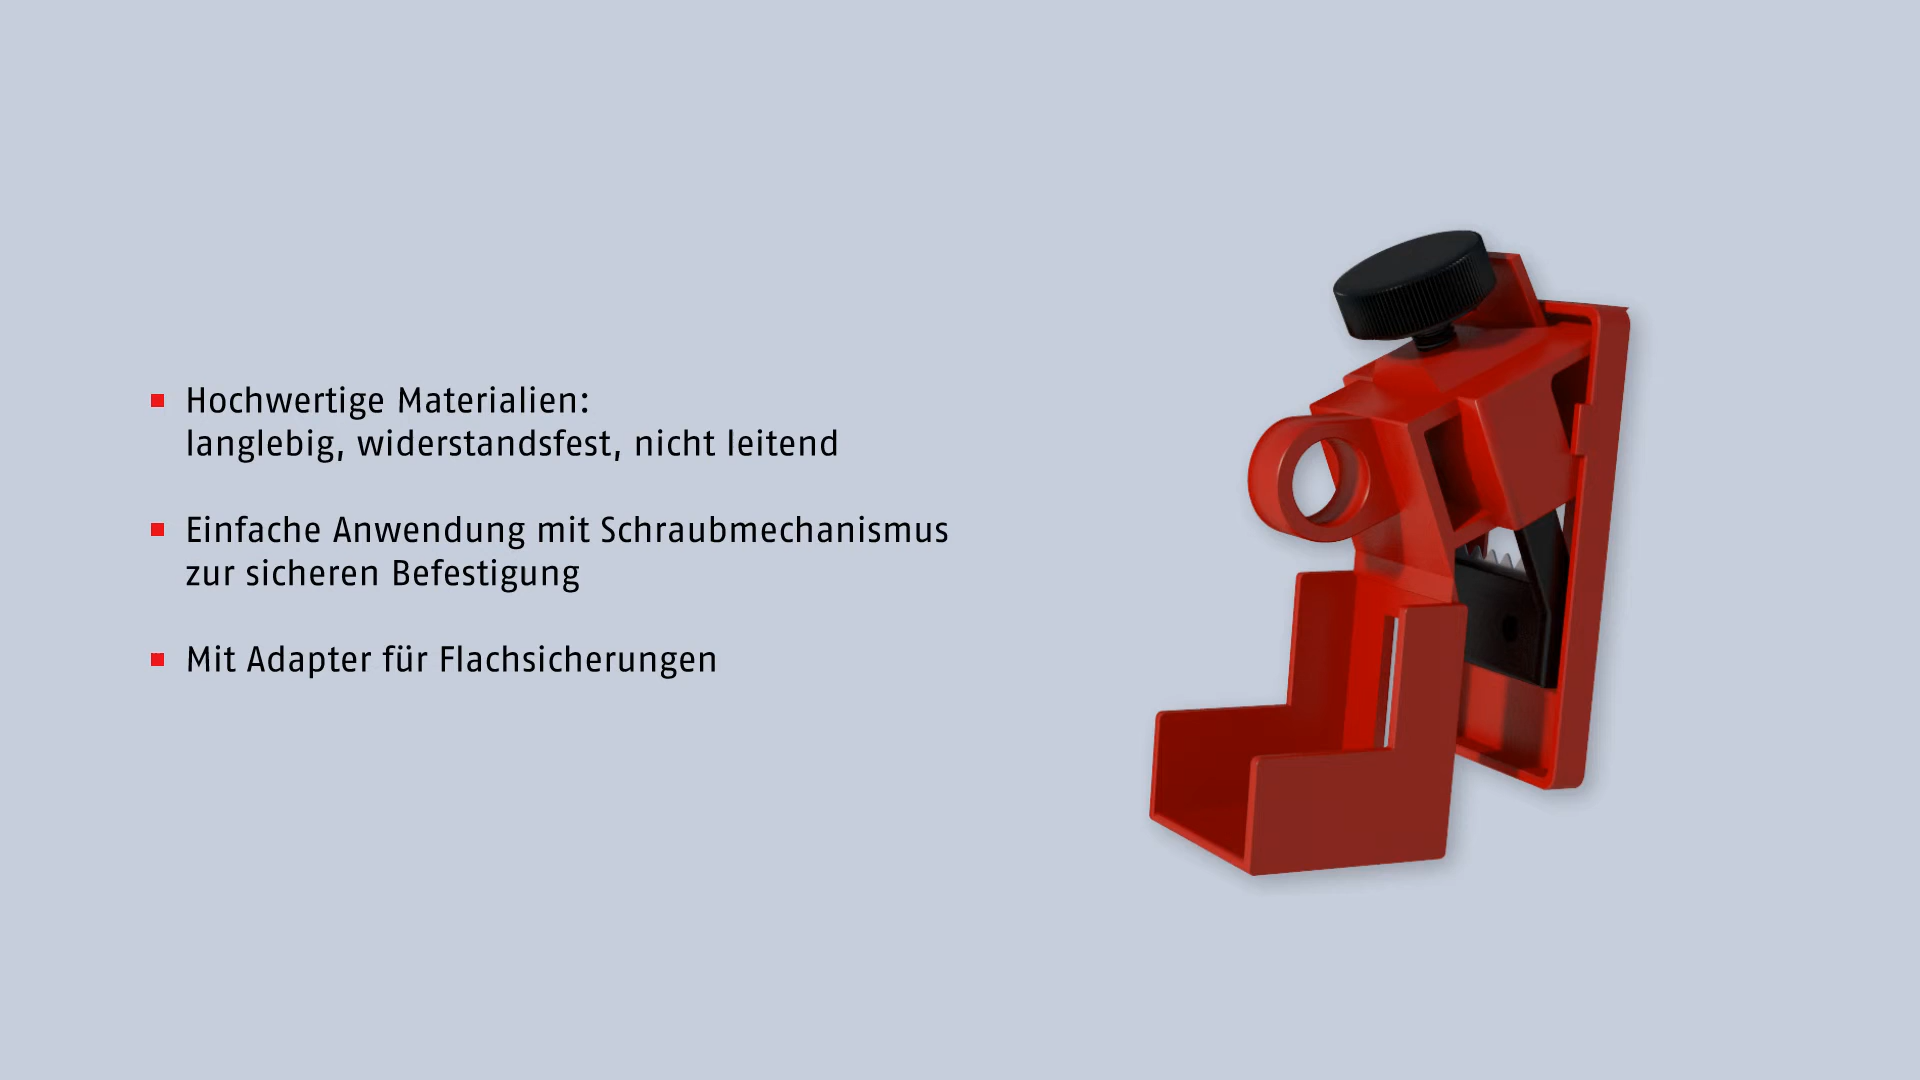 Hochwertige Materialien:
langlebig, widerstandsfest, nicht leitend
Einfache Anwendung mit Schraubmechanismus
zur sicheren Befestigung
Mit Adapter für Flachsicherungen